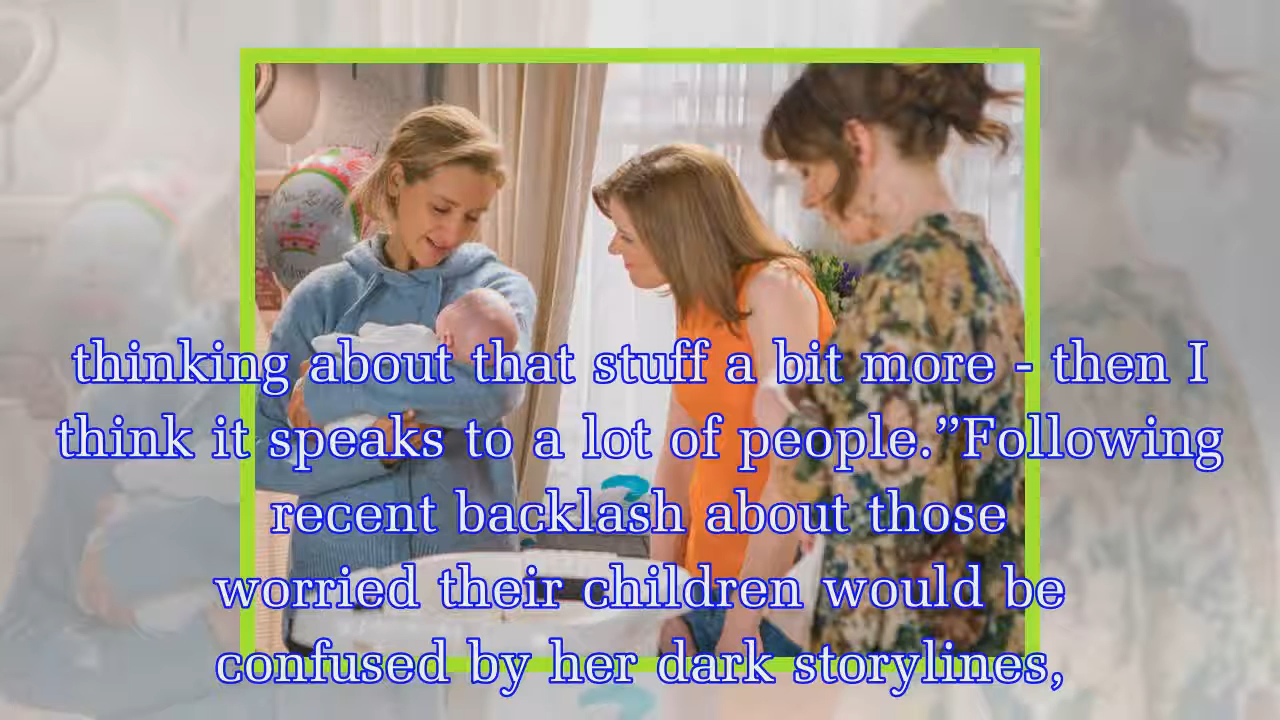 thinking about that stuff a bit more - then I
think it speaks to a lot of people.”Following
recent backlash about those
worried their children would be
confused by her dark storylines,